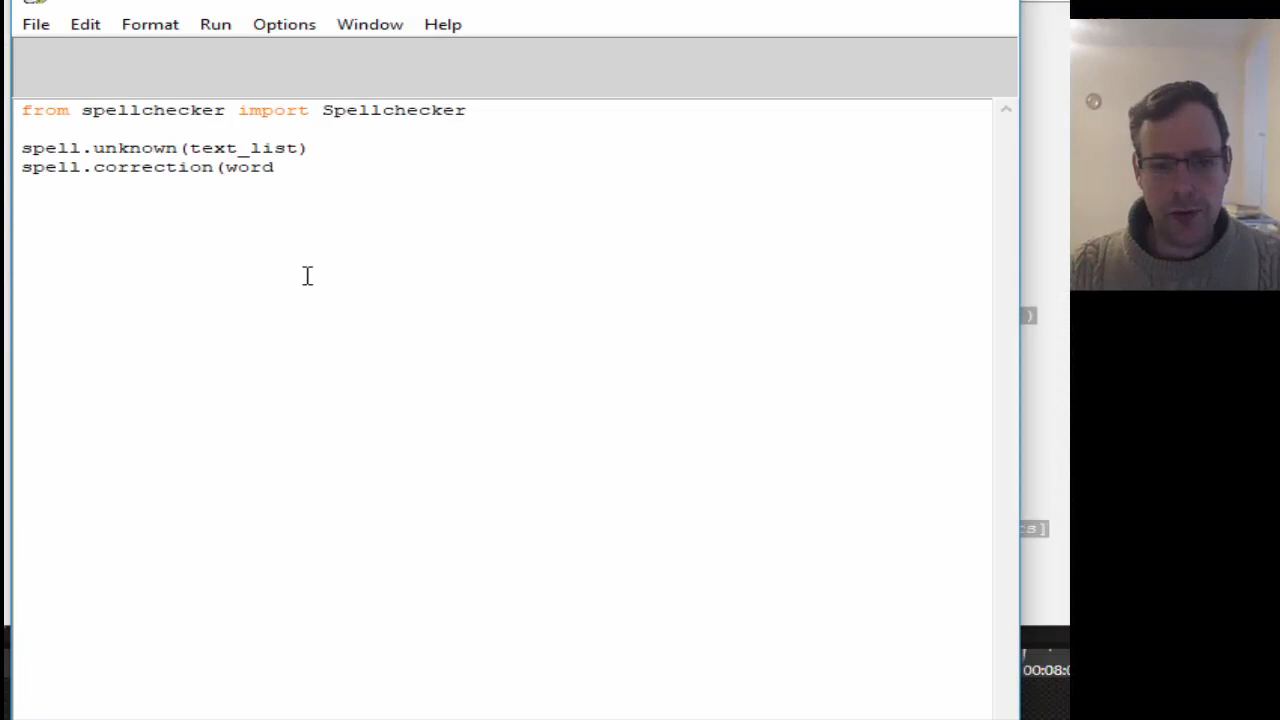 File Edit Format Run Options Window Help
from spellchecker import Spellchecker
spell.unknown(text_list)
spell.correction(word
)
s]
00:08:0